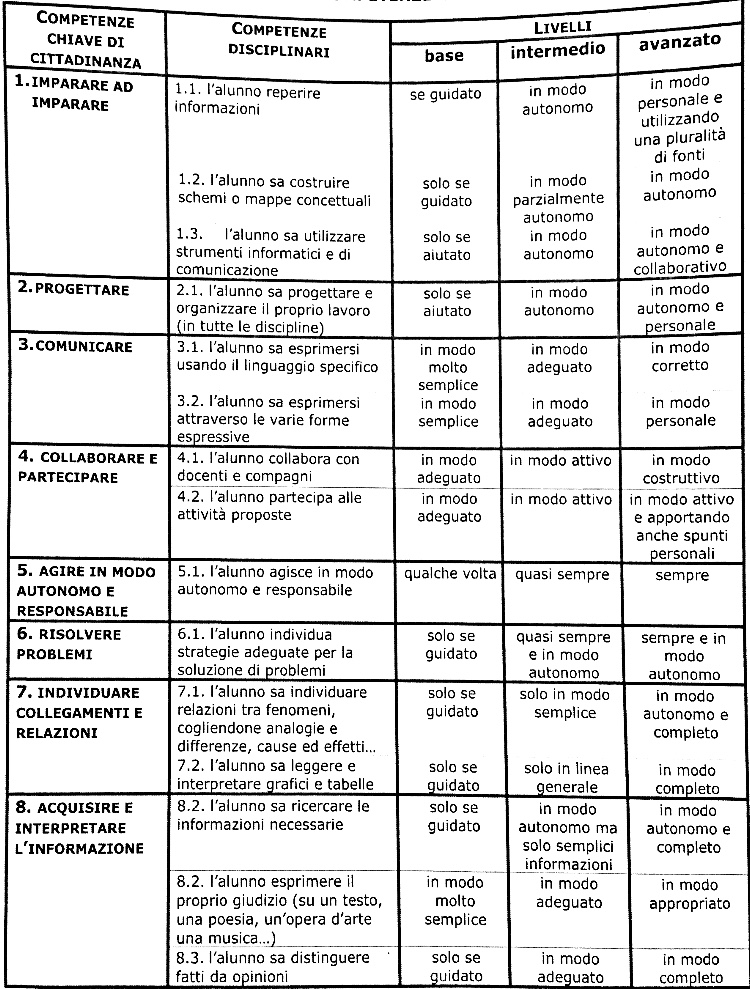 COMPETENZE CHIAVE DI CITTADINANZA
COMPETENZE DISCIPLINARI
LIVELLI
base
intermedio
avanzato
1.IMPARARE AD IMPARARE
1.1. l'alunno reperire informazioni
se guidato
in modo autonomo
in modo personale e utilizzando una pluralità di fonti
1.2. l'alunno sa costruire schemi o mappe concettuali
solo se guidato
in modo parzialmente autonomo
in modo autonomo
1.3. l'alunno sa utilizzare strumenti informatici e di comunicazione
solo se aiutato
in modo autonomo
in modo autonomo e collaborativo
2.PROGETTARE
2.1. l'alunno sa progettare e organizzare il proprio lavoro (in tutte le discipline)
solo se aiutato
in modo autonomo
in modo autonomo e personale
3.COMUNICARE
3.1. l'alunno sa esprimersi usando il linguaggio specifico
in modo molto semplice
in modo adeguato
in modo corretto
3.2. l'alunno sa esprimersi attraverso le varie forme espressive
in modo semplice
in modo adeguato
in modo personale
4. COLLABORARE E PARTECIPARE
4.1. l'alunno collabora con docenti e compagni
in modo adeguato
in modo attivo
in modo costruttivo
4.2. l'alunno partecipa alle attività proposte
in modo adeguato
in modo attivo
in modo attivo e apportando anche spunti personali
5. AGIRE IN MODO AUTONOMO E RESPONSABILE
5.1. l'alunno agisce in modo autonomo e responsabile
qualche volta
quasi sempre
sempre
6. RISOLVERE PROBLEMI
6.1. l'alunno individua strategie adeguate per la soluzione di problemi
solo se guidato
quasi sempre e in modo autonomo
sempre e in modo autonomo
7. INDIVIDUARE COLLEGAMENTI E RELAZIONI
7.1. l'alunno sa individuare relazioni tra fenomeni, cogliendone analogie e differenze, cause ed effetti...
solo se guidato
solo in modo semplice
in modo autonomo e completo
7.2. l'alunno sa leggere e interpretare grafici e tabelle
solo se guidato
solo in linea generale
in modo completo
8. ACQUISIRE E INTERPRETARE L'INFORMAZIONE
8.2. l'alunno sa ricercare le informazioni necessarie
solo se guidato
in modo autonomo ma solo semplici informazioni
in modo autonomo e completo
8.2. l'alunno esprimere il proprio giudizio (su un testo, una poesia, un'opera d'arte una musica...)
in modo molto semplice
in modo adeguato
in modo appropriato
8.3. l'alunno sa distinguere fatti da opinioni
solo se guidato
in modo adeguato
in modo completo